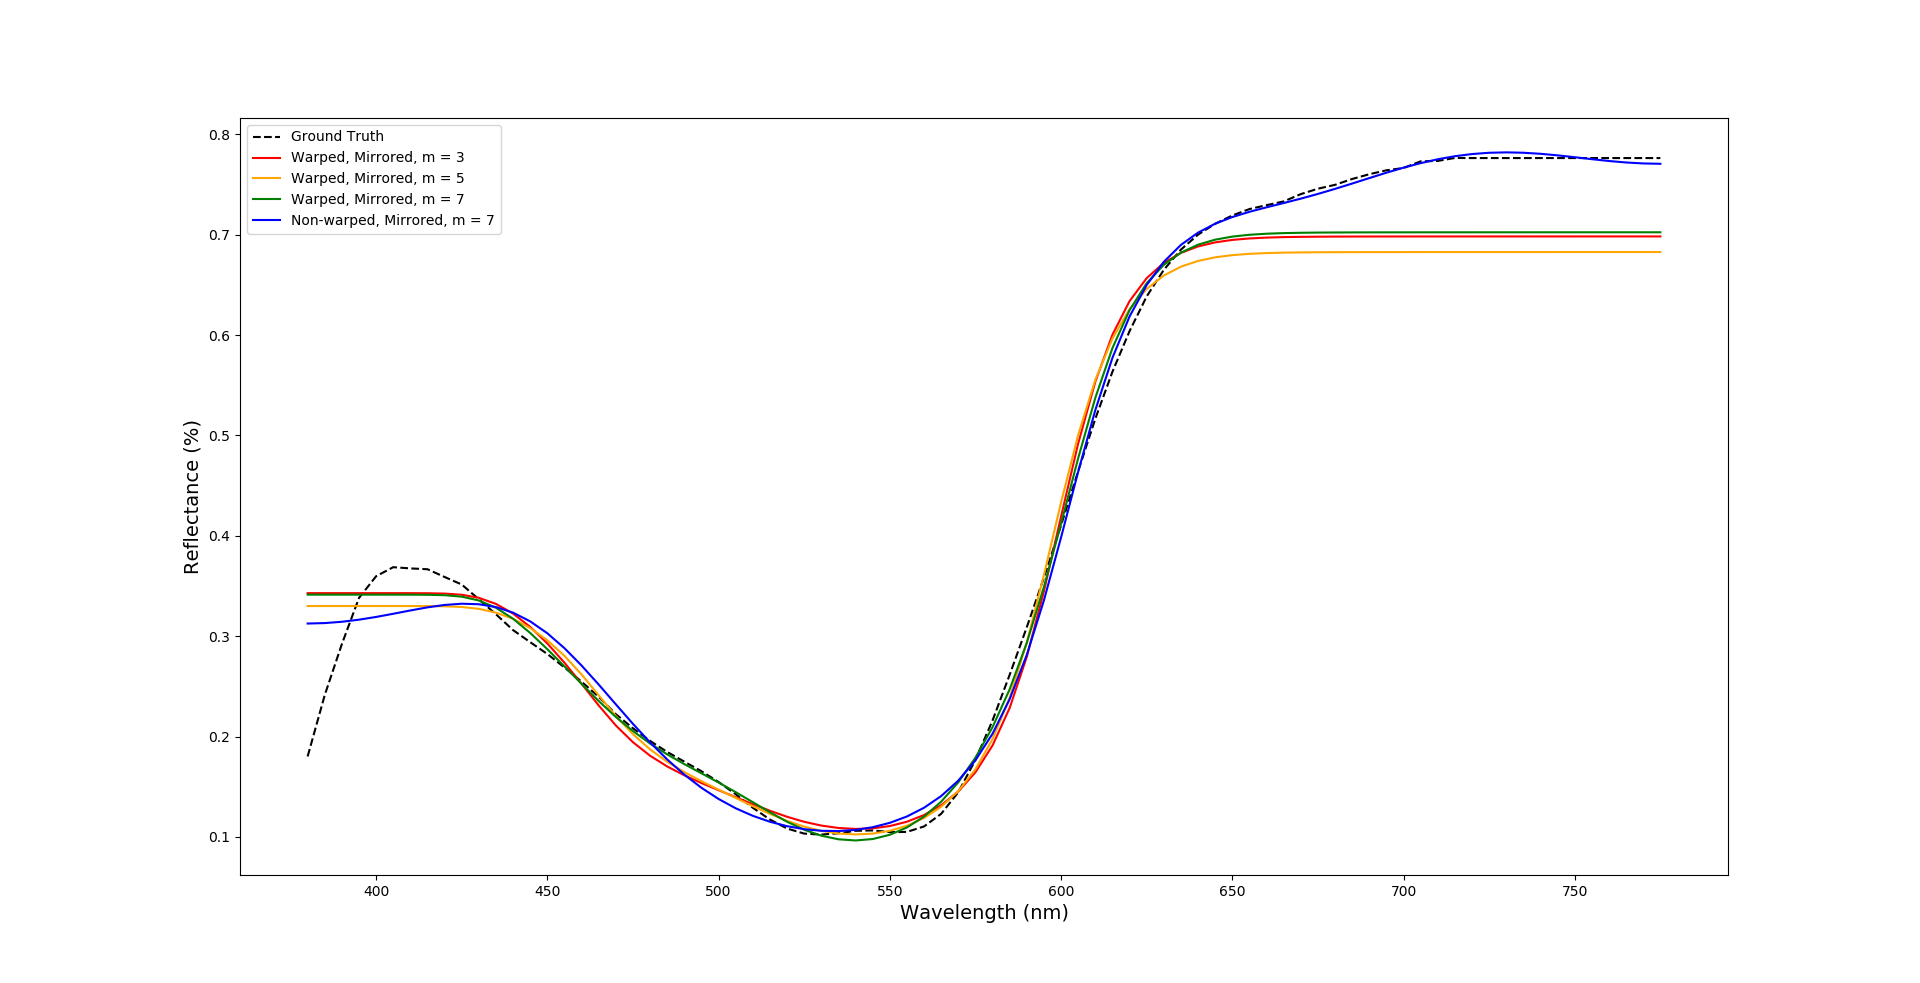 Ground Truth
Warped, Mirrored, m = 3
Warped, Mirrored, m = 5
Warped, Mirrored, m = 7
Non-warped, Mirrored, m = 7
Reflectance (%)
0.8
0.7
0.6
0.5
0.4
0.3
0.2
0.1
400 450 500 550 600 650 700 750
Wavelength (nm)